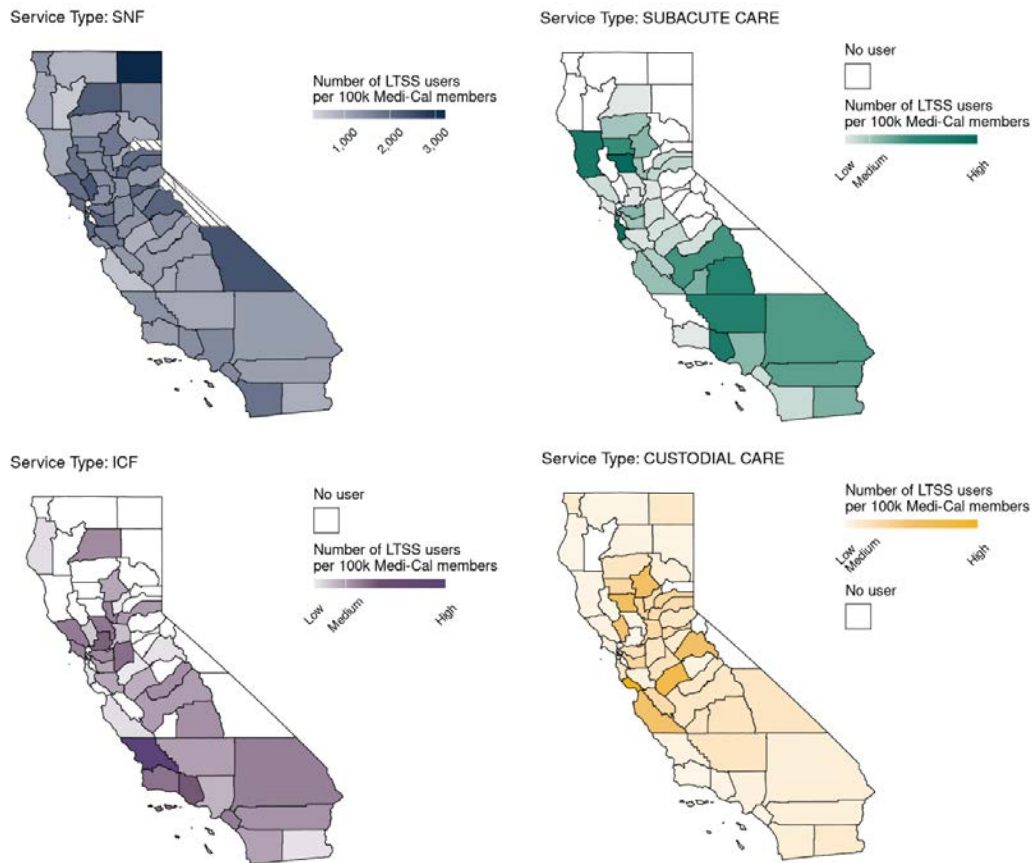 Service Type: SNF
Number of LTSS users
per 100k Medi-Cal members
1,000
2,000
3,000
Service Type: SUBACUTE CARE
No user
Number of LTSS users
per 100k Medi-Cal members
Low
Medium
High
Service Type: ICF
No user
Number of LTSS users
per 100k Medi-Cal members
Low
Medium
High
Service Type: CUSTODIAL CARE
Number of LTSS users
per 100k Medi-Cal members
Low
Medium
High
No user